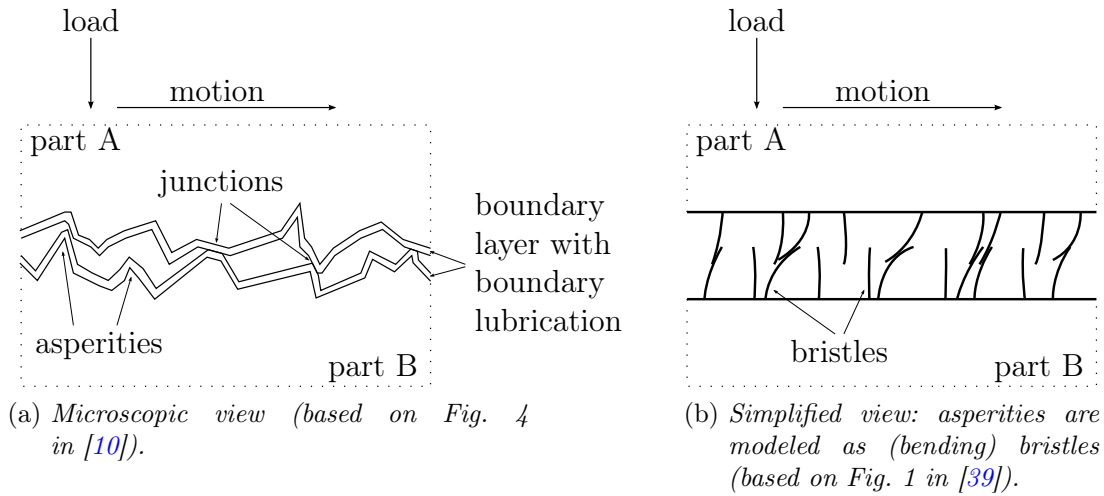 load
motion
part A
junctions
boundary
layer with
boundary
lubrication
asperities
part B
(a) Microscopic view (based on Fig. 4
in [10]).
load
motion
part A
bristles
part B
(b) Simplified view: asperities are
modeled as (bending) bristles
(based on Fig. 1 in [39]).